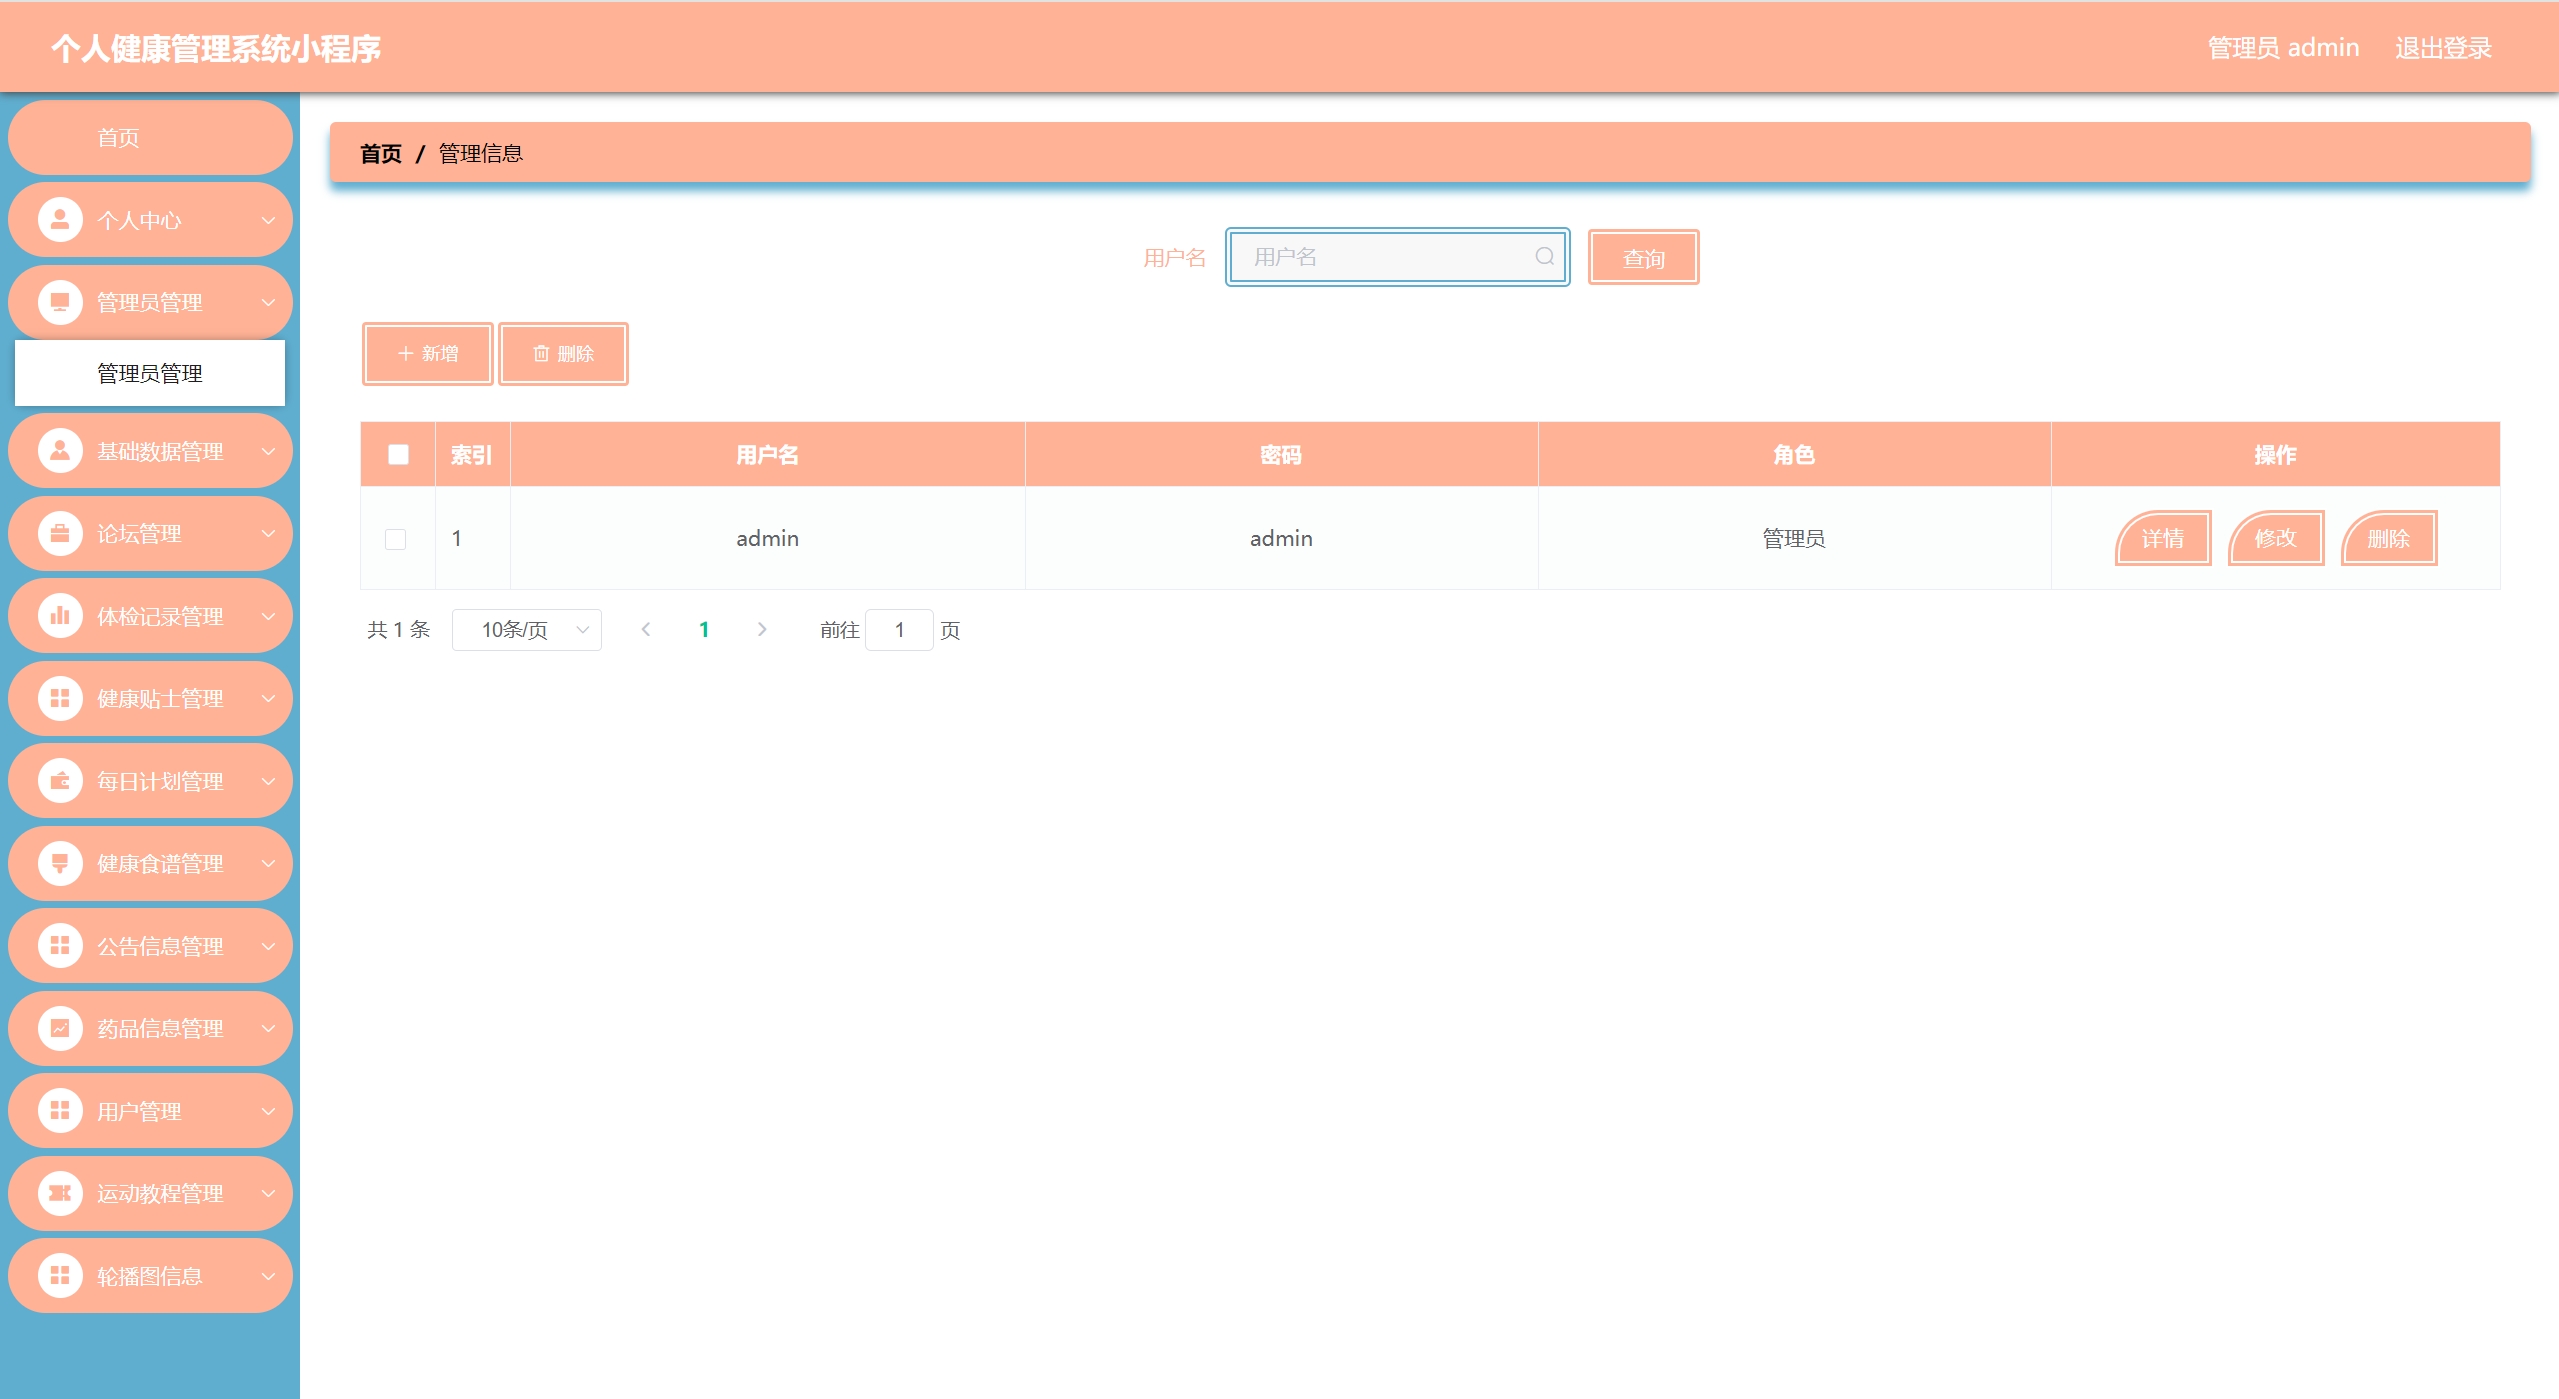 个人健康管理系统小程序
管理员 admin 退出登录
首页
个人中心
管理员管理
管理员管理
基础数据管理
论坛管理
体检记录管理
健康贴士管理
每日计划管理
健康食谱管理
公告信息管理
药品信息管理
用户管理
运动教程管理
轮播图信息
首页 / 管理信息
用户名 用户名 查询
新增 删除
索引 用户名 密码 角色 操作
1 admin admin 管理员 详情 修改 删除
共 1 条 10条/页 1 前往 1 页